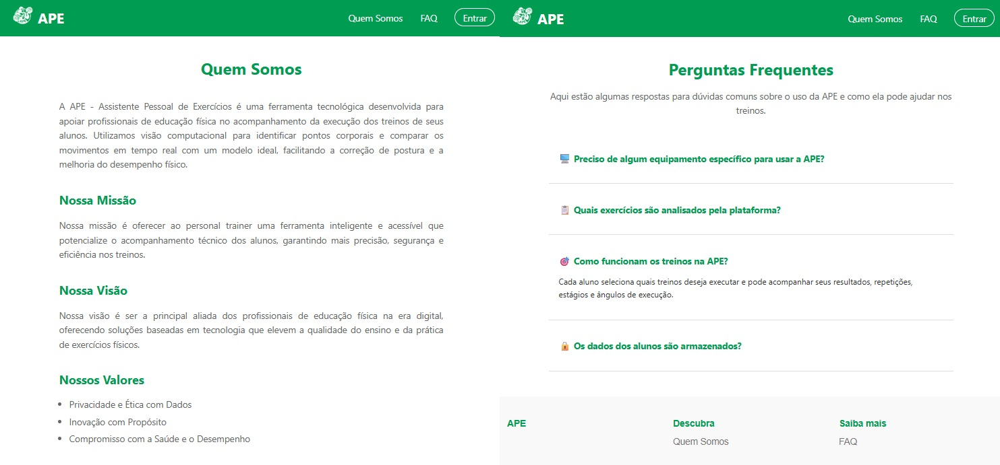 APE
Quem Somos FAQ Entrar
Quem Somos
A APE - Assistente Pessoal de Exercícios é uma ferramenta tecnológica desenvolvida para
apoiar profissionais de educação física no acompanhamento da execução dos treinos de seus
alunos. Utilizamos visão computacional para identificar pontos corporais e comparar os
movimentos em tempo real com um modelo ideal, facilitando a correção de postura e a
melhoria do desempenho físico.
Nossa Missão
Nossa missão é oferecer ao personal trainer uma ferramenta inteligente e acessível que
potencialize o acompanhamento técnico dos alunos, garantindo mais precisão, segurança e
eficiência nos treinos.
Nossa Visão
Nossa visão é ser a principal aliada dos profissionais de educação física na era digital,
oferecendo soluções baseadas em tecnologia que elevem a qualidade do ensino e da prática
de exercícios físicos.
Nossos Valores
• Privacidade e Ética com Dados
• Inovação com Propósito
• Compromisso com a Saúde e o Desempenho
APE
Quem Somos FAQ Entrar
Perguntas Frequentes
Aqui estão algumas respostas para dúvidas comuns sobre o uso da APE e como ela pode ajudar nos
treinos.
Preciso de algum equipamento específico para usar a APE?
Quais exercícios são analisados pela plataforma?
Como funcionam os treinos na APE?
Cada aluno seleciona quais treinos deseja executar e pode acompanhar seus resultados, repetições,
estágios e ângulos de execução.
Os dados dos alunos são armazenados?
APE
Descubra
Quem Somos
Saiba mais
FAQ